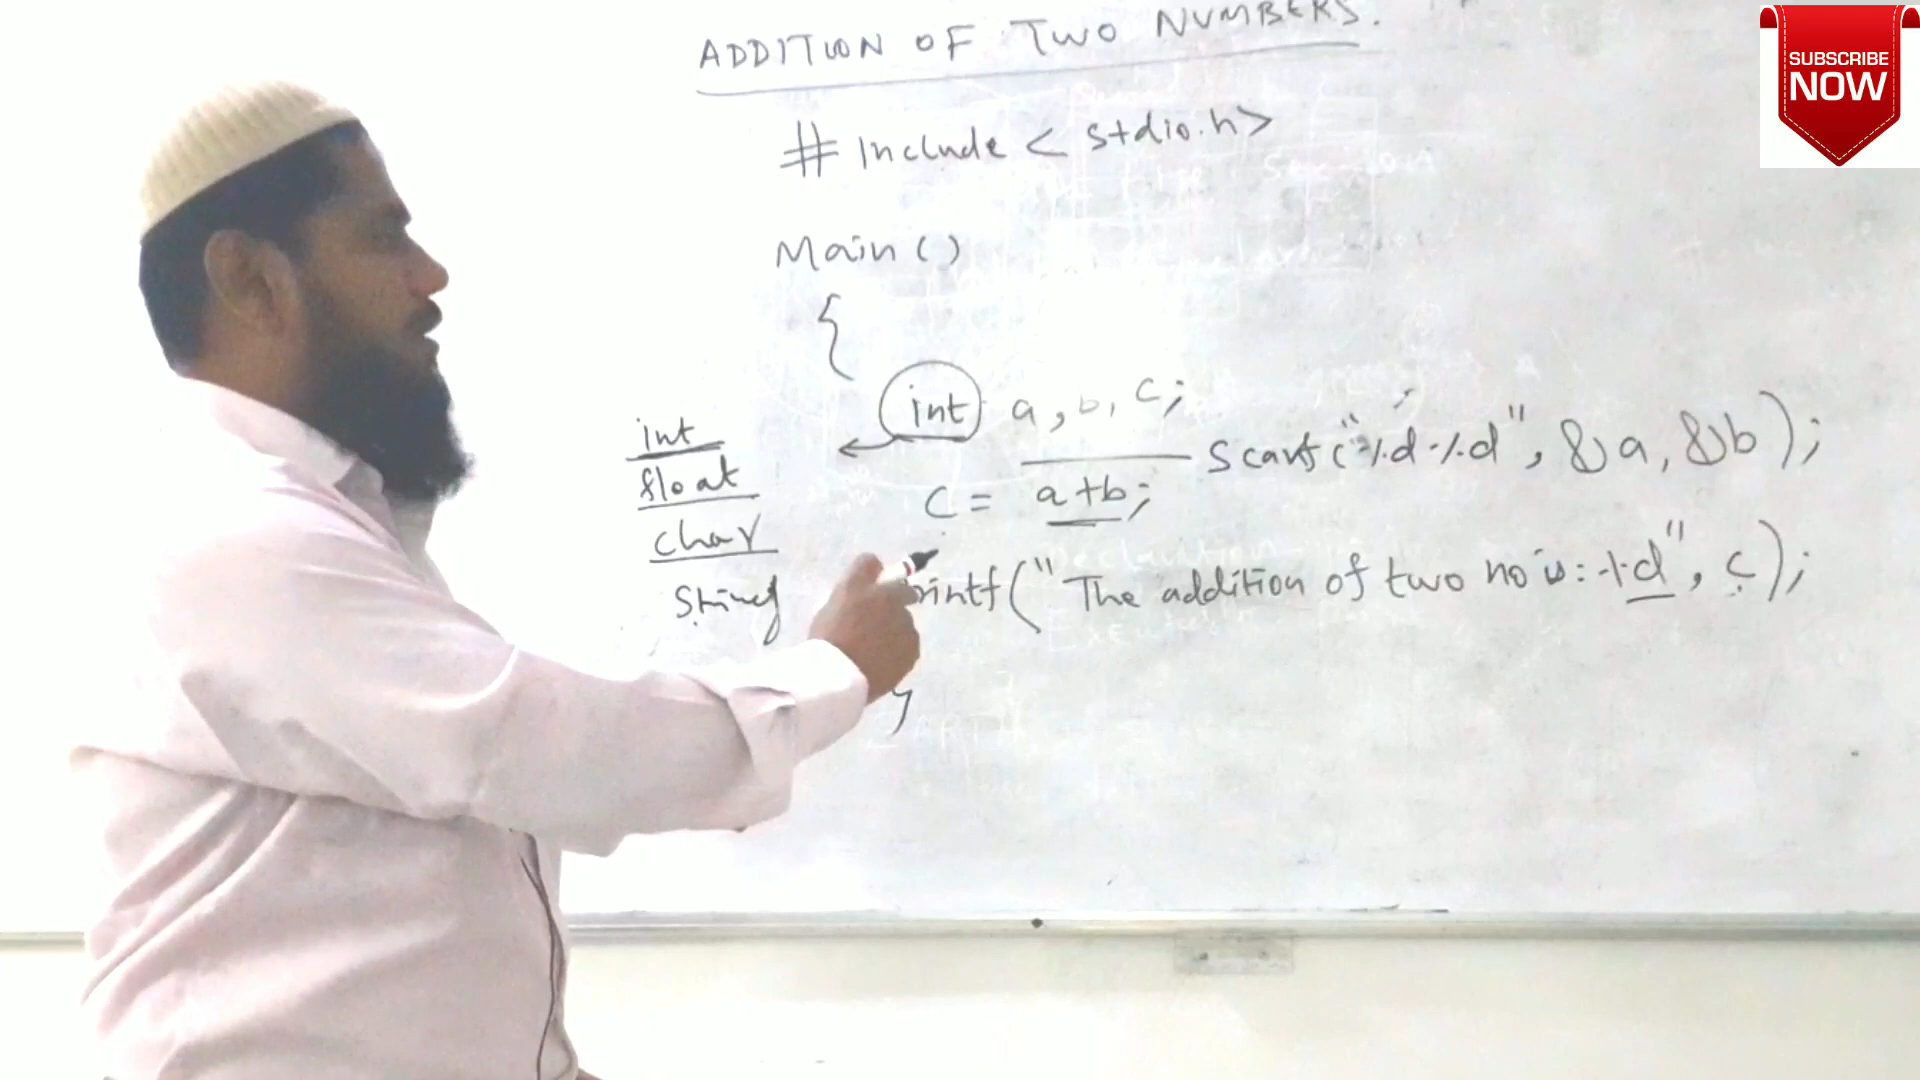 ADDITION OF TWO NUMBERS.
# Include < stdio.h>
Main ()
{
int a, b, c;
scanf ("%d %d", &a, &b);
c = a+b;
printf("The addition of two no is: %d", c);
}
int
float
char
String
SUBSCRIBE
NOW